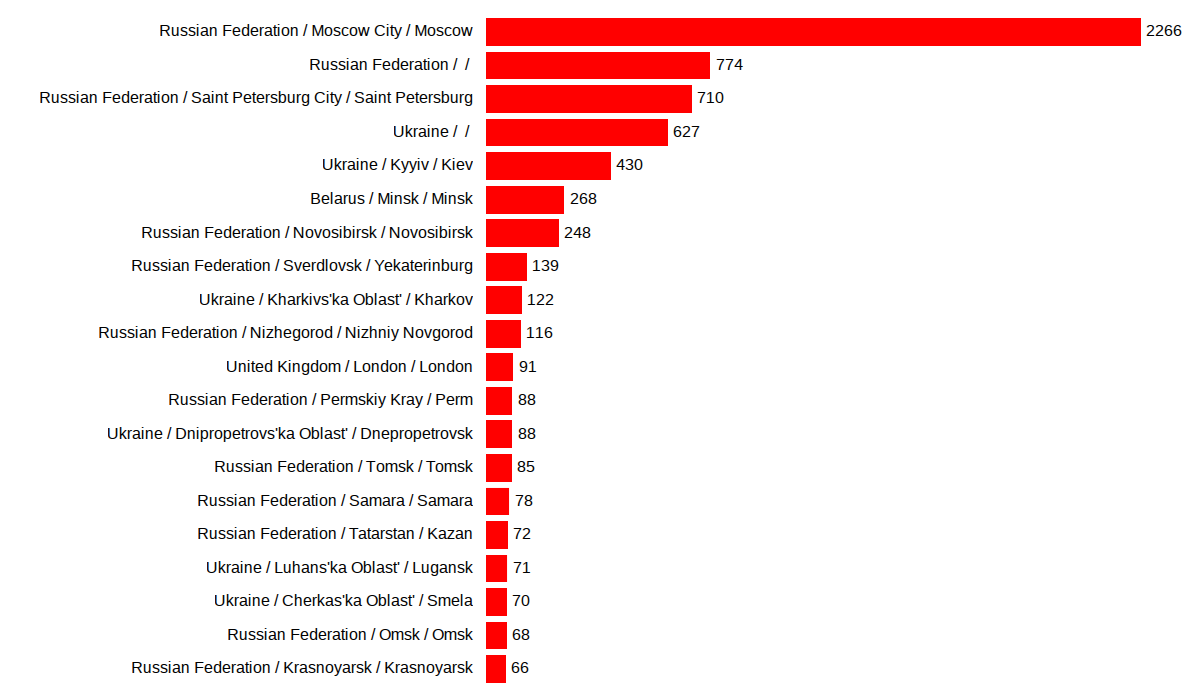 Russian Federation / Moscow City / Moscow 2266
Russian Federation / / 774
Russian Federation / Saint Petersburg City / Saint Petersburg 710
Ukraine / / 627
Ukraine / Kyyiv / Kiev 430
Belarus / Minsk / Minsk 268
Russian Federation / Novosibirsk / Novosibirsk 248
Russian Federation / Sverdlovsk / Yekaterinburg 139
Ukraine / Kharkivs'ka Oblast' / Kharkov 122
Russian Federation / Nizhegorod / Nizhniy Novgorod 116
United Kingdom / London / London 91
Russian Federation / Permskiy Kray / Perm 88
Ukraine / Dnipropetrovs'ka Oblast' / Dnepropetrovsk 88
Russian Federation / Tomsk / Tomsk 85
Russian Federation / Samara / Samara 78
Russian Federation / Tatarstan / Kazan 72
Ukraine / Luhans'ka Oblast' / Lugansk 71
Ukraine / Cherkas'ka Oblast' / Smela 70
Russian Federation / Omsk / Omsk 68
Russian Federation / Krasnoyarsk / Krasnoyarsk 66